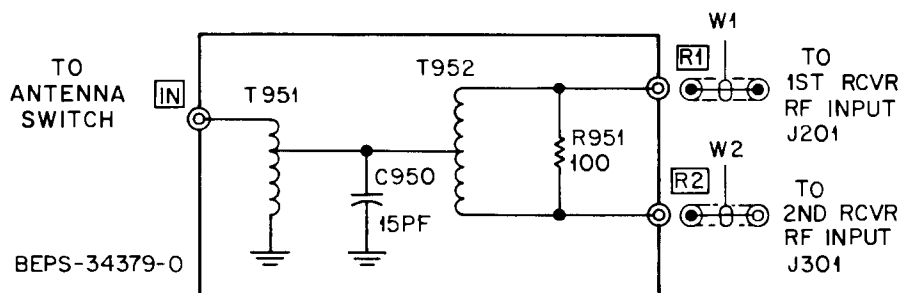 TO
ANTENNA
SWITCH
IN
T951
C950
15PF
T952
R951
100
R1
W1
TO
1ST RCVR
RF INPUT
J201
R2
W2
TO
2ND RCVR
RF INPUT
J301
BEPS-34379-0